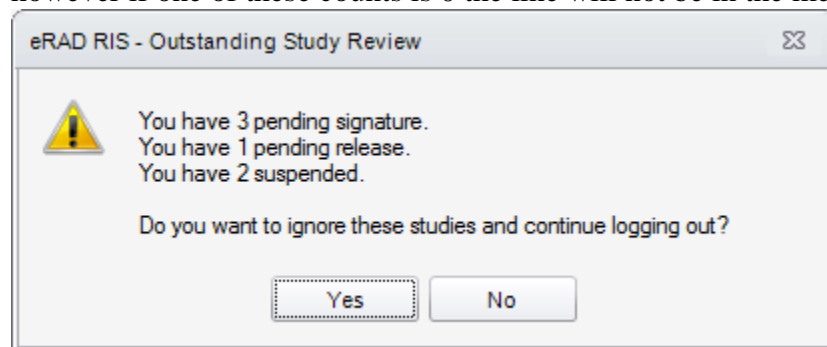 however if one of these counts is 0 the line will not be in the
eRAD RIS - Outstanding Study Review
You have 3 pending signature.
You have 1 pending release.
You have 2 suspended.
Do you want to ignore these studies and continue logging out?
Yes
No